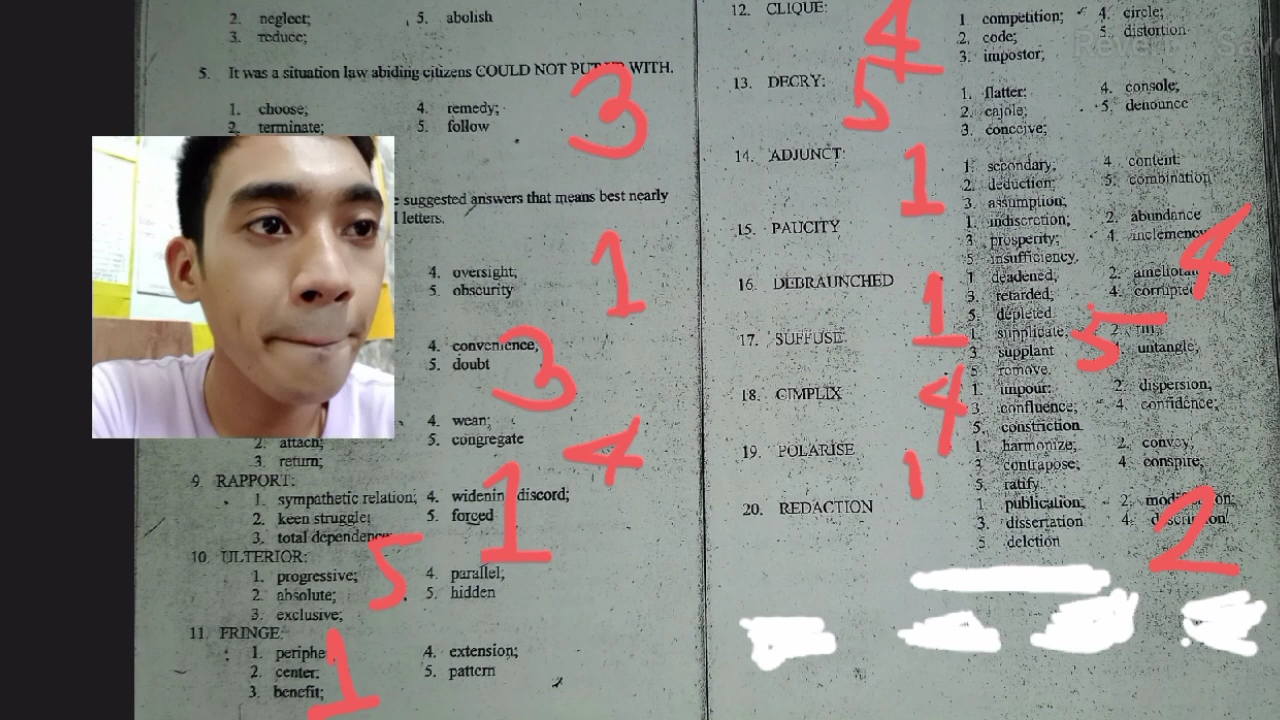 2. neglect; 5. abolish
3. reduce;
5. It was a situation law abiding citizens COULD NOT PUT UP WITH.
1. choose; 4. remedy;
2. terminate; 5. follow
3
suggested answers that means best nearly
letters.
4. oversight;
5. obscurity
1
4. convenience;
5. doubt
3
4. wean;
5. congregate
2. attach;
3. return;
4
9. RAPPORT:
1. sympathetic relation; 4. widening discord;
2. keen struggle; 5. forced
3. total dependence
1
10. ULTERIOR:
1. progressive; 4. parallel;
2. absolute; 5. hidden
3. exclusive;
5
11. FRINGE:
1. periphe 4. extension;
2. center; 5. pattern
3. benefit;
1
12. CLIQUE:
1 competition; 4. circle;
2. code; 5. distortion
3. impostor;
4
13. DECRY:
1. flatter; 4. console;
2. cajole; 5. denounce
3. conceive;
5
14. ADJUNCT:
1. secondary; 4. content;
2. deduction; 5. combination
3. assumption;
1
15. PAUCITY
1. indiscretion; 2. abundance
3. prosperity; 4. inclemency
5. insufficiency,
16. DEBRAUNCHED
1 deadened; 2.
3. retarded; 4.
5. depleted
4
17. SUFFUSE
1. supplicate, 2.
3. supplant untangle;
5. remove
1
5
18. CIMPLIX
1. impour; 2. dispersion;
3. confluence; 4. confidence;
5. constriction
4
19. POLARISE
1. harmonize; 2. convoy;
3. contrapose; 4. conspire;
5. ratify
1
20. REDACTION
1. publication; 2.
3. dissertation 4.
5. deletion
2